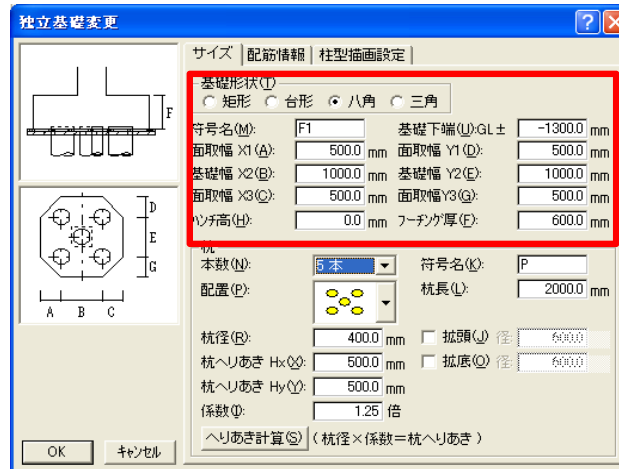 独立基礎変更
サイズ 配筋情報 柱型描画設定
基礎形状(T)
矩形 台形 八角 三角
符号名(M): F1 基礎下端(U):GL± -1300.0 mm
面取幅 X1(A): 500.0 mm 面取幅 Y1(D): 500.0 mm
基礎幅 X2(B): 1000.0 mm 基礎幅 Y2(E): 1000.0 mm
面取幅 X3(C): 500.0 mm 面取幅Y3(G): 500.0 mm
ハンチ高(H): 0.0 mm フーチング厚(F): 600.0 mm
杭
本数(N): 5 本 符号名(K): P
配置(P): 杭長(L): 2000.0 mm
杭径(R): 400.0 mm 拡頭(J) 径: 600.0
杭へりあき Hx(X): 500.0 mm 拡底(O) 径: 600.0
杭へりあき Hy(Y): 500.0 mm
係数(I): 1.25 倍
へりあき計算(S) (杭径×係数=杭へりあき)
F
D
E
G
A B C
OK キャンセル